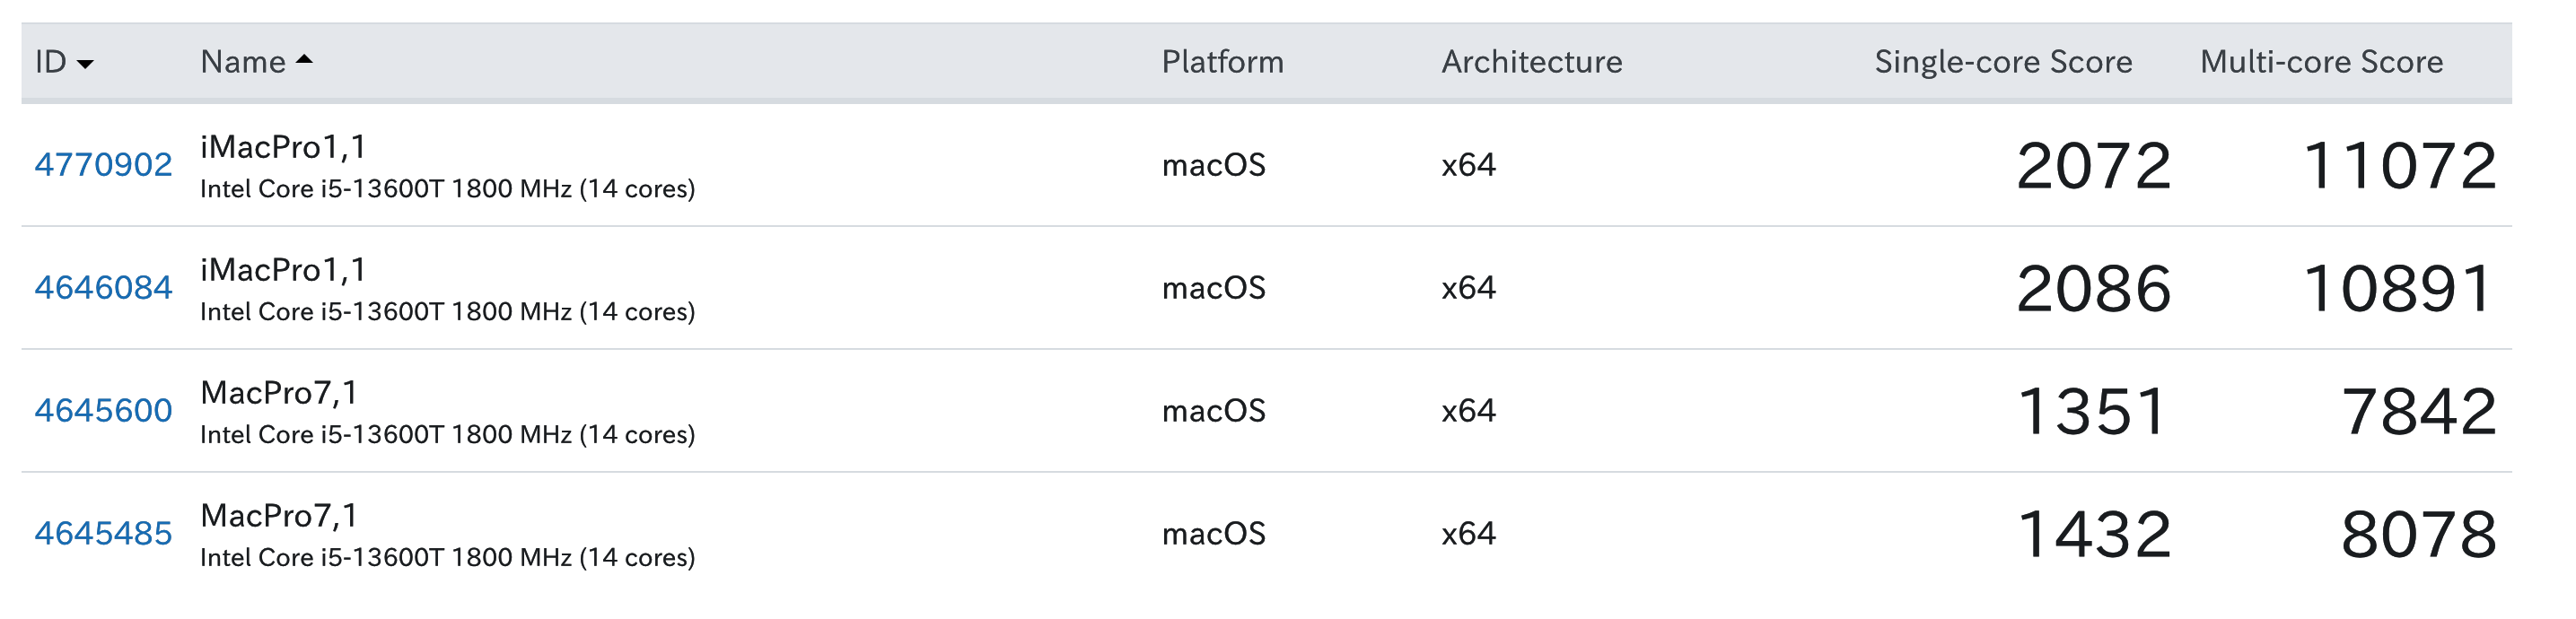 ID Name Platform Architecture Single-core Score Multi-core Score
4770902 iMacPro1,1 macOS x64 2072 11072
Intel Core i5-13600T 1800 MHz (14 cores)
4646084 iMacPro1,1 macOS x64 2086 10891
Intel Core i5-13600T 1800 MHz (14 cores)
4645600 MacPro7,1 macOS x64 1351 7842
Intel Core i5-13600T 1800 MHz (14 cores)
4645485 MacPro7,1 macOS x64 1432 8078
Intel Core i5-13600T 1800 MHz (14 cores)